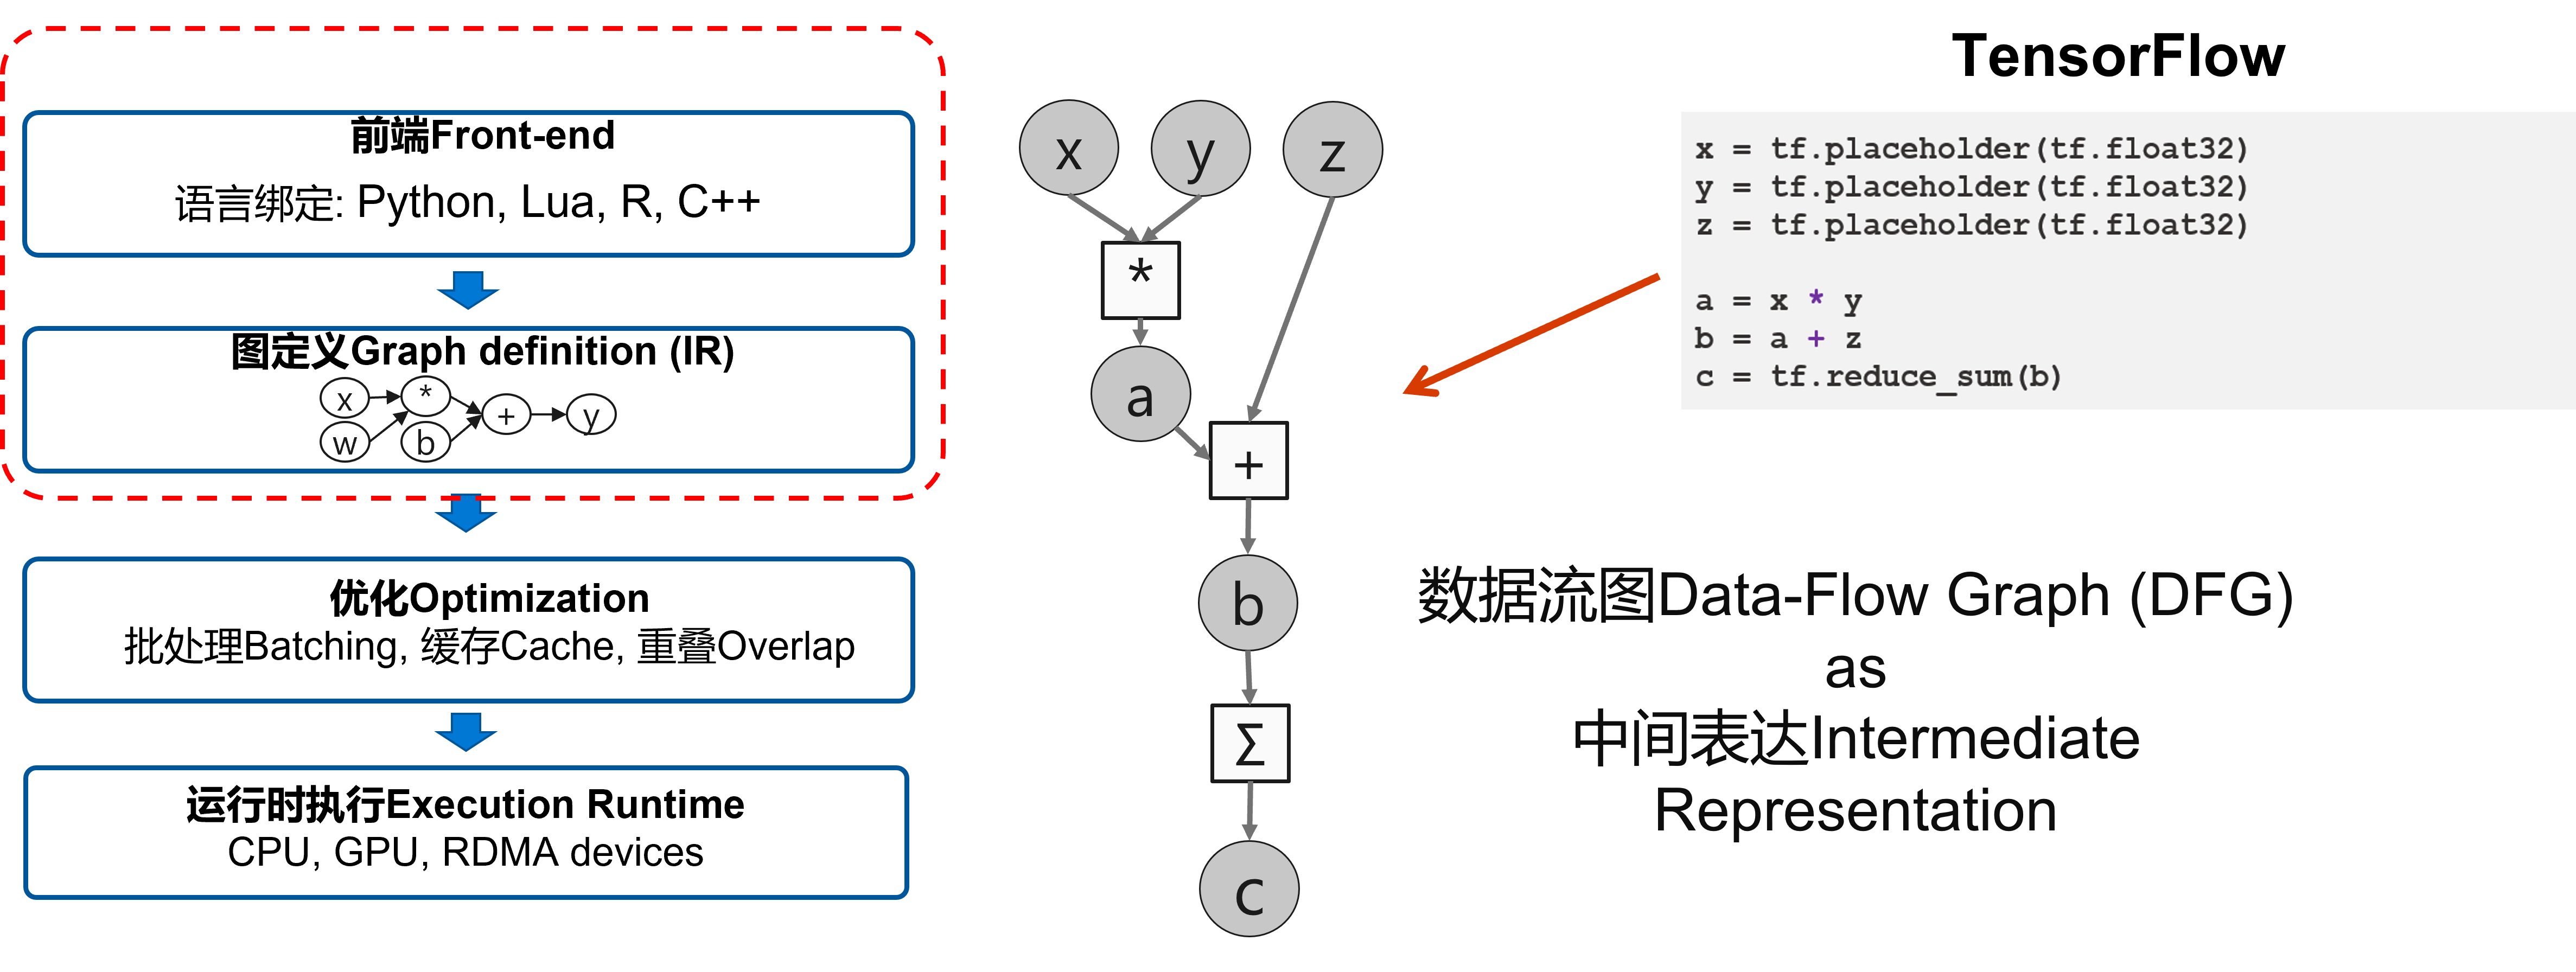 前端Front-end
语言绑定: Python, Lua, R, C++
图定义Graph definition (IR)
x
*
w
b
+
y
优化Optimization
批处理Batching, 缓存Cache, 重叠Overlap
运行时执行Execution Runtime
CPU, GPU, RDMA devices
x
y
z
*
a
+
b
Σ
c
TensorFlow
x = tf.placeholder(tf.float32)
y = tf.placeholder(tf.float32)
z = tf.placeholder(tf.float32)
a = x * y
b = a + z
c = tf.reduce_sum(b)
数据流图Data-Flow Graph (DFG)
as
中间表达Intermediate
Representation